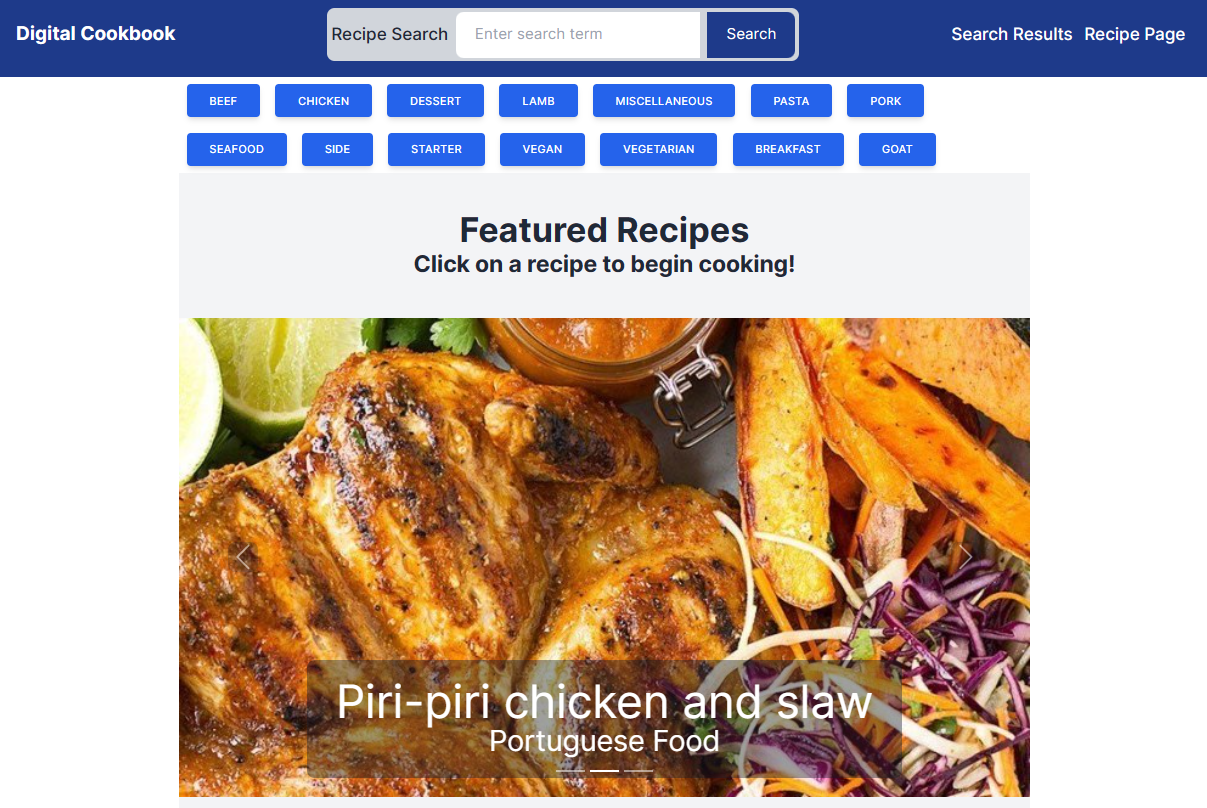 Digital Cookbook Recipe Search Enter search term Search Search Results Recipe Page
BEEF CHICKEN DESSERT LAMB MISCELLANEOUS PASTA PORK
SEAFOOD SIDE STARTER VEGAN VEGETARIAN BREAKFAST GOAT
Featured Recipes
Click on a recipe to begin cooking!
Piri-piri chicken and slaw
Portuguese Food